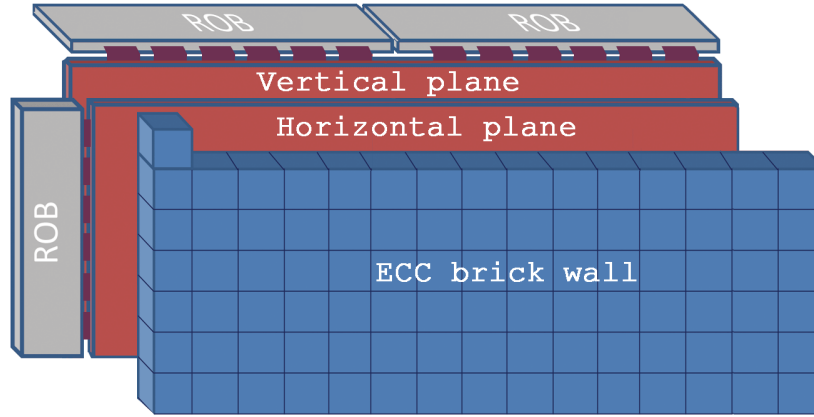 ROB ROB
Vertical plane
Horizontal plane
ROB
ECC brick wall